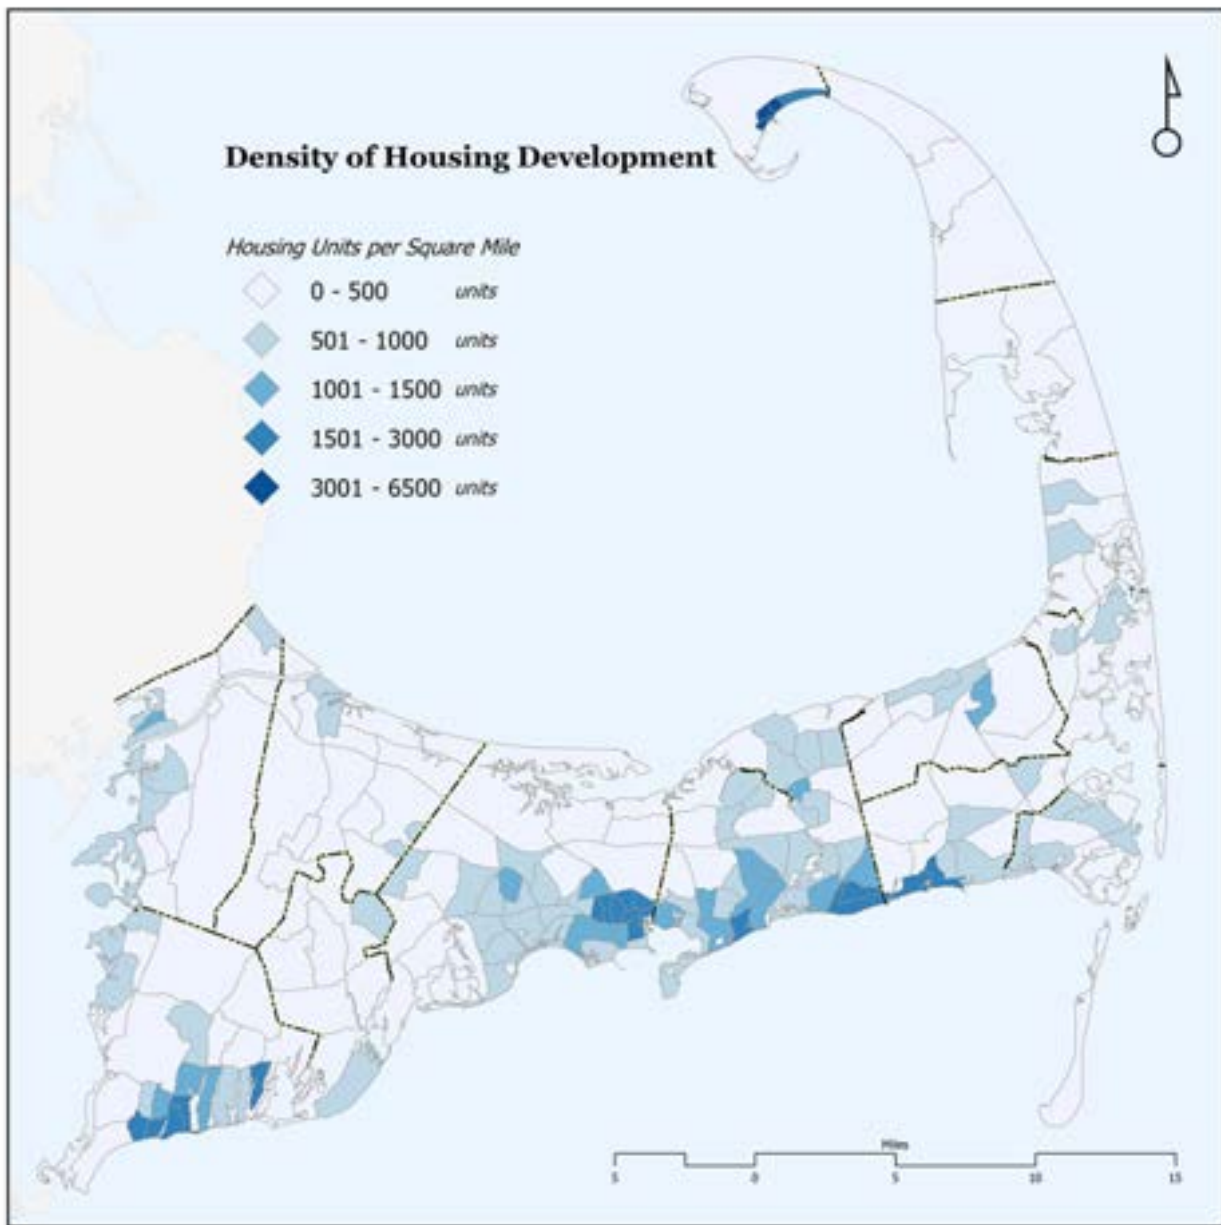 Density of Housing Development
Housing Units per Square Mile
0 - 500 units
501 - 1000 units
1001 - 1500 units
1501 - 3000 units
3001 - 6500 units
Miles
5 0 5 10 15